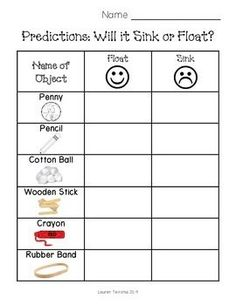 Name
Predictions: Will it Sink or Float?
Name of Object
Float
Sink
Penny
Pencil
Cotton Ball
Wooden Stick
Crayon
Rubber Band